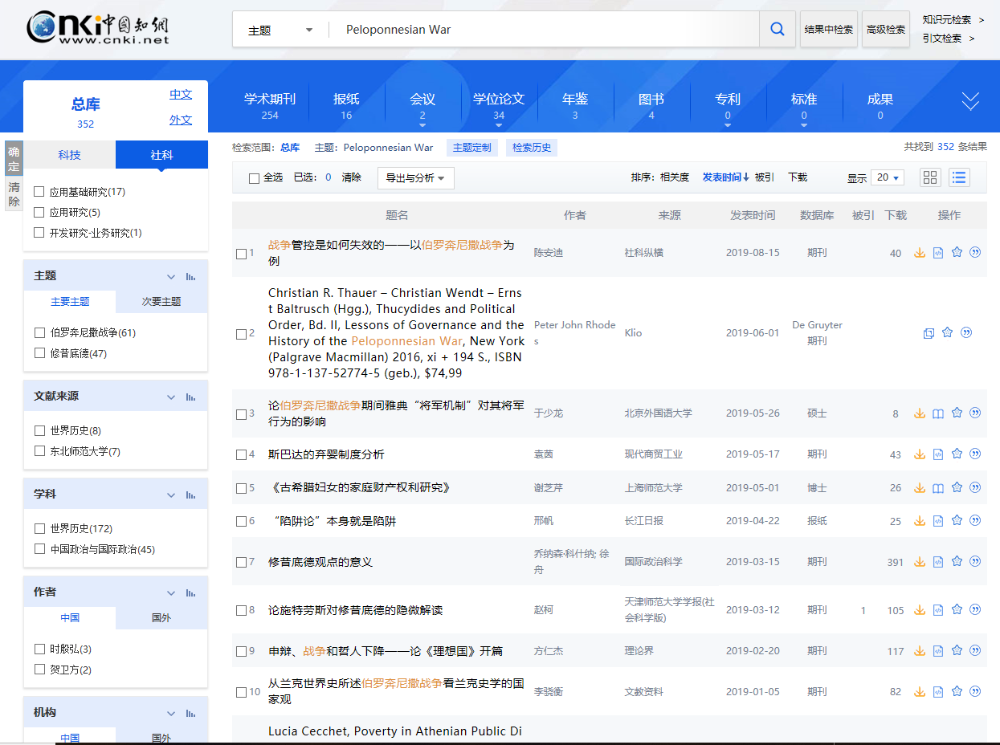 CNKI中国知網
www.cnki.net
主题 Peloponnesian War 结果中检索 高级检索 知识元检索 >
引文检索 >
总库 352 中文 外文
学术期刊 254 报纸 16 会议 2 学位论文 34 年鉴 3 图书 4 专利 0 标准 0 成果 0
确定
清除
科技 社科
应用基础研究(17)
应用研究(5)
开发研究-业务研究(1)
主题
主要主题 次要主题
伯罗奔尼撒战争(61)
修昔底德(47)
文献来源
世界历史(8)
东北师范大学(7)
学科
世界历史(172)
中国政治与国际政治(45)
作者
中国 国外
时殷弘(3)
贺卫方(2)
机构
中国 国外
检索范围：总库 主题：Peloponnesian War 主题定制 检索历史 共找到 352 条结果
全选 已选：0 清除 导出与分析 排序：相关度 发表时间↓ 被引 下载 显示 20
题名 作者 来源 发表时间 数据库 被引 下载 操作
1 战争管控是如何失效的——以伯罗奔尼撒战争为
例 陈安迪 社科纵横 2019-08-15 期刊 40
2 Christian R. Thauer – Christian Wendt – Erns
t Baltrusch (Hgg.), Thucydides and Political
Order, Bd. II, Lessons of Governance and the
History of the Peloponnesian War, New York
(Palgrave Macmillan) 2016, xi + 194 S., ISBN
978-1-137-52774-5 (geb.), $74,99
Peter John Rhode
s Klio 2019-06-01 De Gruyter
期刊
3 论伯罗奔尼撒战争期间雅典“将军机制”对其将军
行为的影响 于少龙 北京外国语大学 2019-05-26 硕士 8
4 斯巴达的弃婴制度分析 袁茵 现代商贸工业 2019-05-17 期刊 43
5 《古希腊妇女的家庭财产权利研究》 谢芝芹 上海师范大学 2019-05-01 博士 26
6 “陷阱论”本身就是陷阱 邢帆 长江日报 2019-04-22 报纸 25
7 修昔底德观点的意义 乔纳森·科什纳; 徐
舟 国际政治科学 2019-03-15 期刊 391
8 论施特劳斯对修昔底德的隐微解读 赵柯 天津师范大学学报(社
会科学版) 2019-03-12 期刊 1 105
9 申辩、战争和哲人下降——论《理想国》开篇 方仁杰 理论界 2019-02-20 期刊 117
10 从兰克世界史所述伯罗奔尼撒战争看兰克史学的国
家观 李骁衡 文教资料 2019-01-05 期刊 82
Lucia Cecchet, Poverty in Athenian Public Di